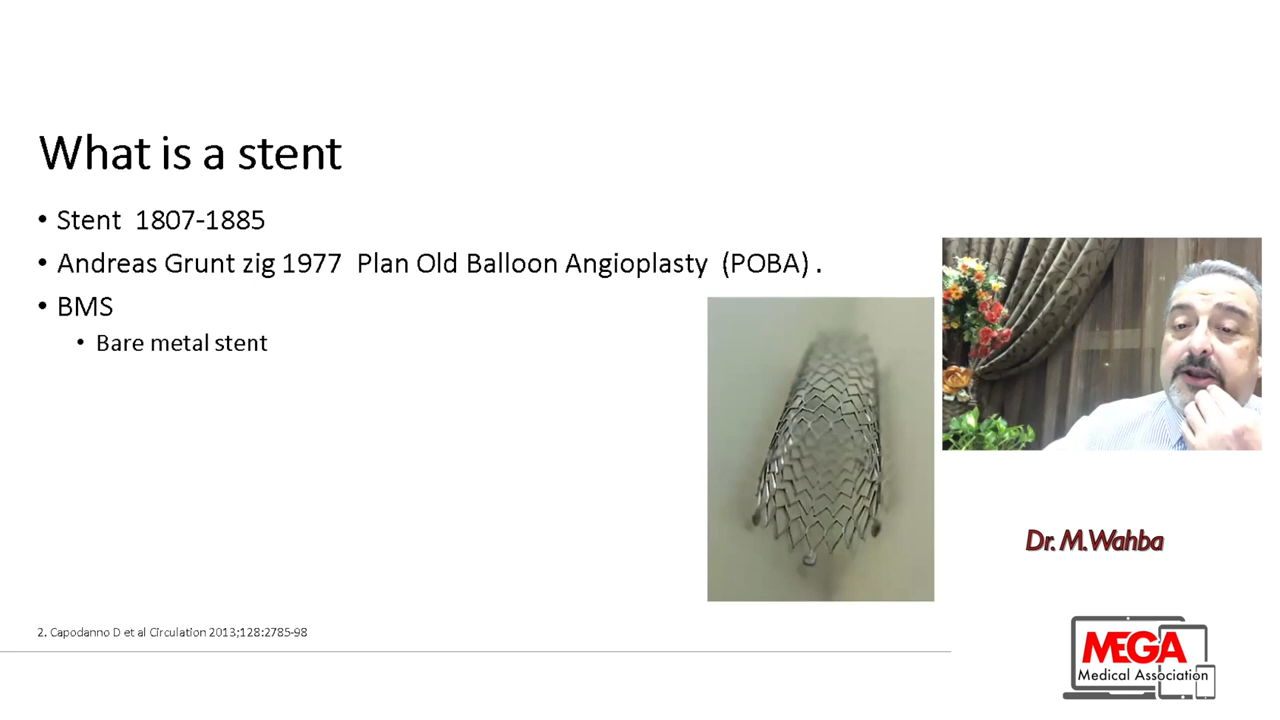 What is a stent
• Stent 1807-1885
• Andreas Grunt zig 1977 Plan Old Balloon Angioplasty (POBA) .
• BMS
• Bare metal stent
2. Capodanno D et al Circulation 2013;128:2785-98
Dr. M.Wahba
MEGA
Medical Association